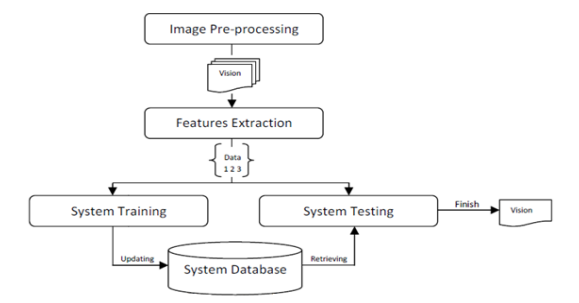 Image Pre-processing
Vision
Features Extraction
Data
1 2 3
System Training
System Testing
Finish
Vision
Updating
System Database
Retrieving